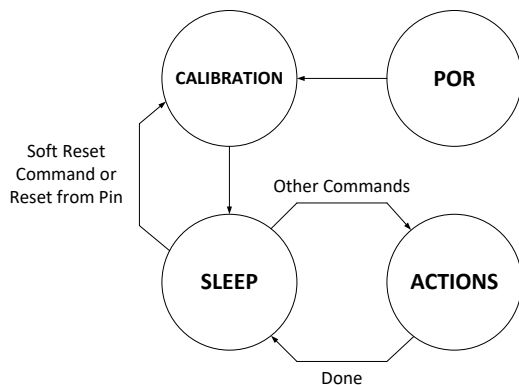 CALIBRATION
POR
Soft Reset
Command or
Reset from Pin
Other Commands
SLEEP
ACTIONS
Done